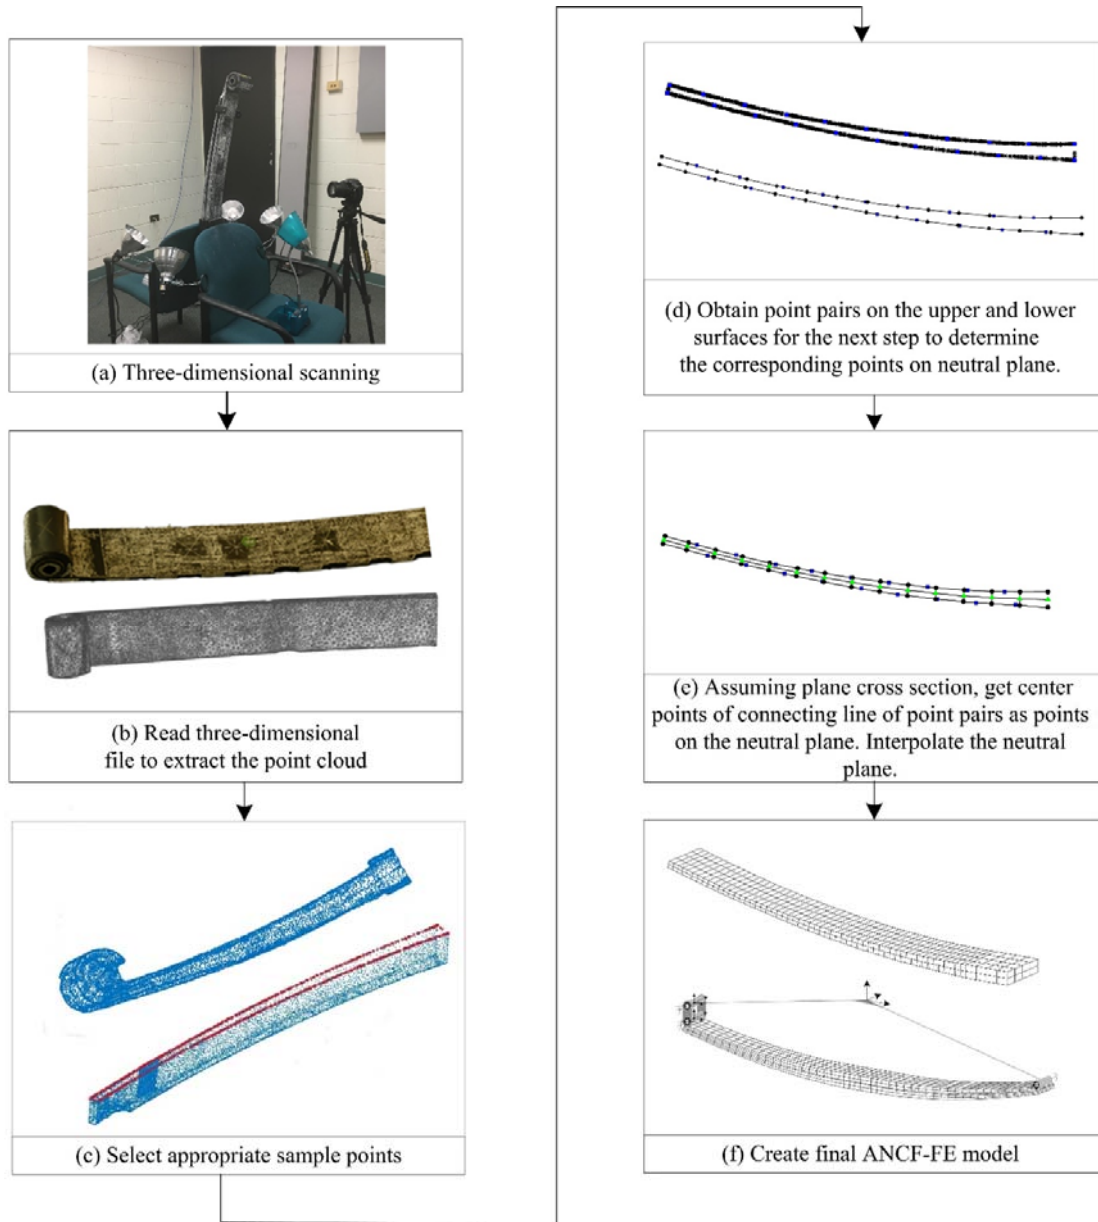 (a) Three-dimensional scanning
(b) Read three-dimensional
file to extract the point cloud
(c) Select appropriate sample points
(d) Obtain point pairs on the upper and lower
surfaces for the next step to determine
the corresponding points on neutral plane.
(e) Assuming plane cross section, get center
points of connecting line of point pairs as points
on the neutral plane. Interpolate the neutral
plane.
(f) Create final ANCF-FE model